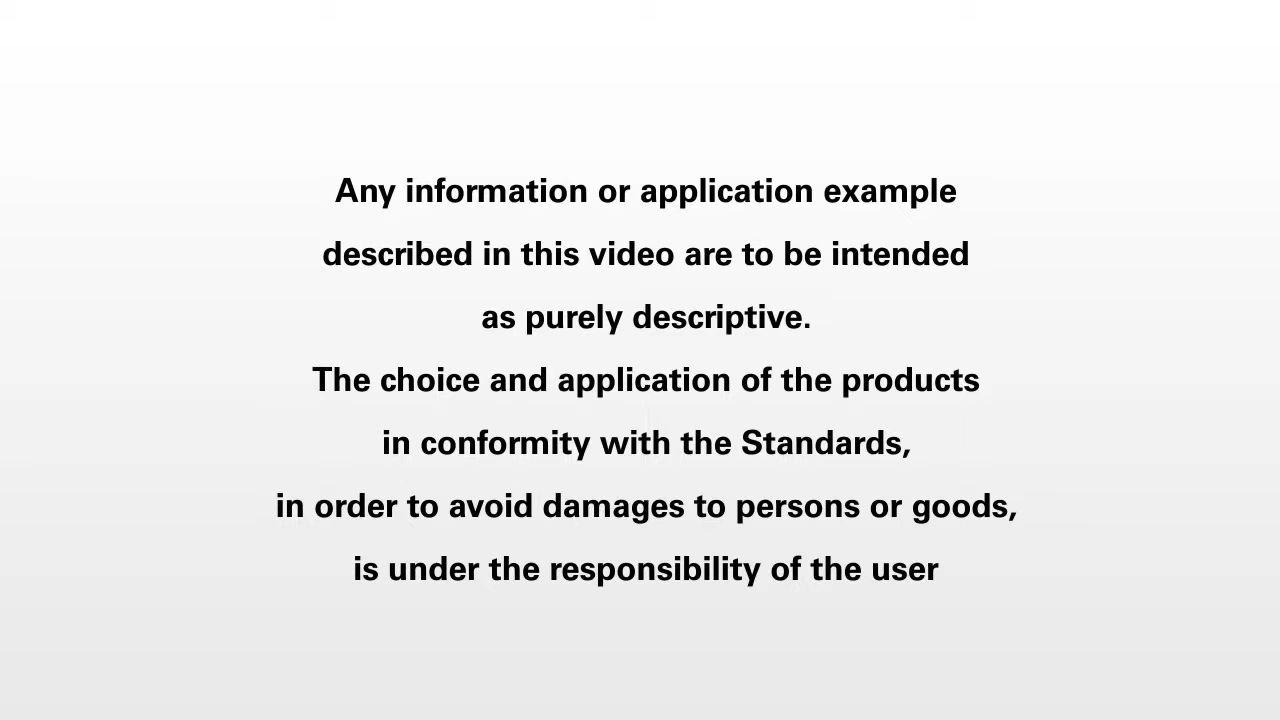 Any information or application example
described in this video are to be intended
as purely descriptive.
The choice and application of the products
in conformity with the Standards,
in order to avoid damages to persons or goods,
is under the responsibility of the user